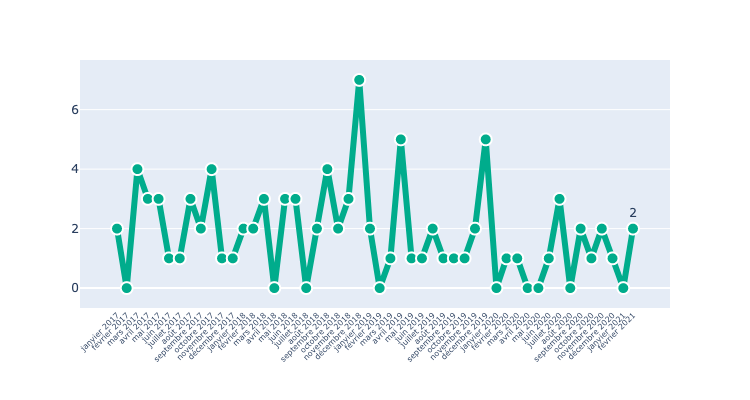 6
4
2
0
2
janvier 2017
février 2017
mars 2017
avril 2017
mai 2017
juin 2017
juillet 2017
août 2017
septembre 2017
octobre 2017
novembre 2017
décembre 2017
janvier 2018
février 2018
mars 2018
avril 2018
mai 2018
juin 2018
juillet 2018
août 2018
septembre 2018
octobre 2018
novembre 2018
décembre 2018
janvier 2019
février 2019
mars 2019
avril 2019
mai 2019
juin 2019
juillet 2019
août 2019
septembre 2019
octobre 2019
novembre 2019
décembre 2019
janvier 2020
février 2020
mars 2020
avril 2020
mai 2020
juin 2020
juillet 2020
août 2020
septembre 2020
octobre 2020
novembre 2020
décembre 2020
janvier 2021
février 2021